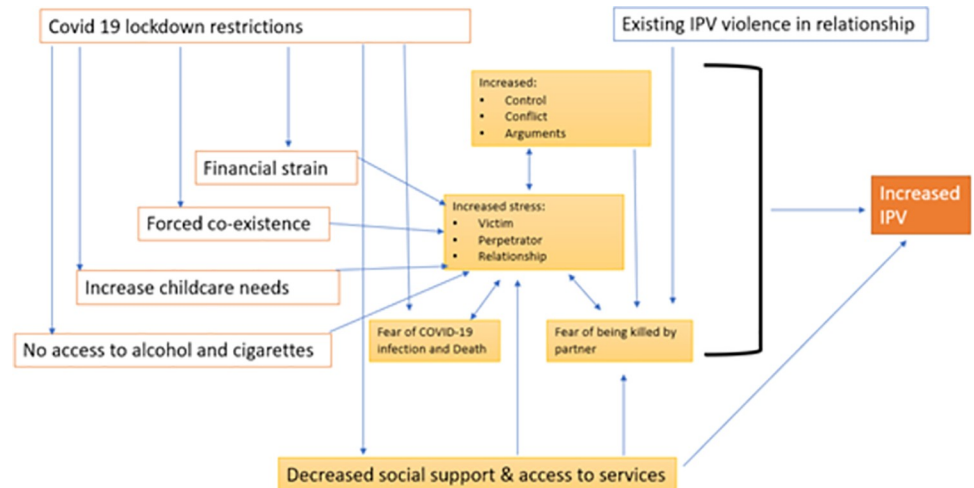 Covid 19 lockdown restrictions
Existing IPV violence in relationship
Increased:
▪ Control
▪ Conflict
▪ Arguments
Financial strain
Increased stress:
▪ Victim
▪ Perpetrator
▪ Relationship
Forced co-existence
Increase childcare needs
No access to alcohol and cigarettes
Fear of COVID-19
infection and Death
Fear of being killed by
partner
Increased
IPV
Decreased social support & access to services